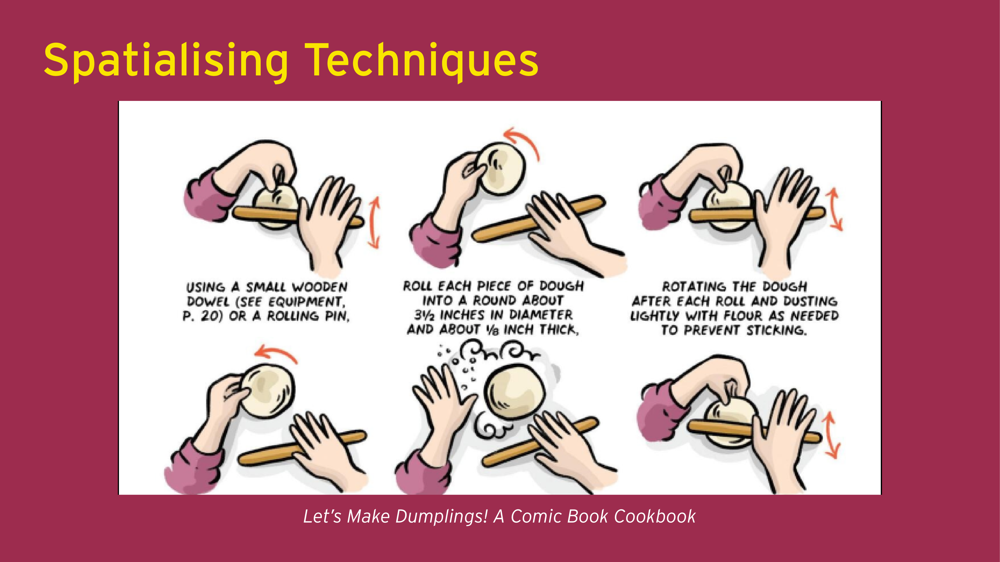 Spatialising Techniques
USING A SMALL WOODEN
DOWEL (SEE EQUIPMENT,
P. 20) OR A ROLLING PIN,
ROLL EACH PIECE OF DOUGH
INTO A ROUND ABOUT
3½ INCHES IN DIAMETER
AND ABOUT ⅛ INCH THICK,
ROTATING THE DOUGH
AFTER EACH ROLL AND DUSTING
LIGHTLY WITH FLOUR AS NEEDED
TO PREVENT STICKING.
Let’s Make Dumplings! A Comic Book Cookbook